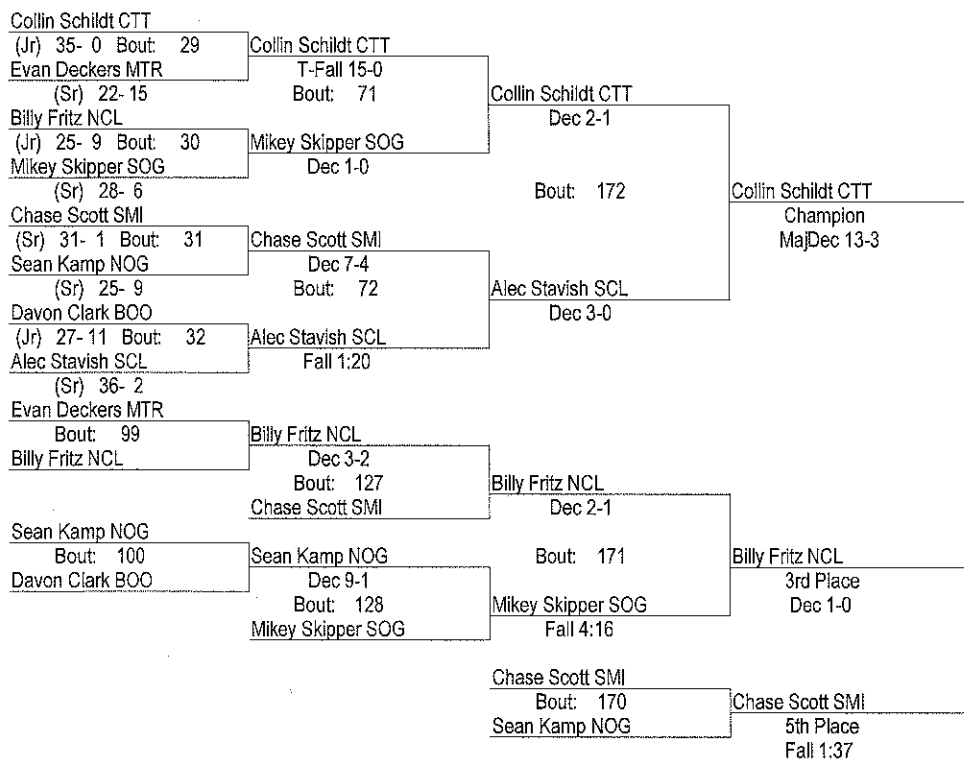 Collin Schildt CTT
(Jr) 35- 0 Bout: 29
Evan Deckers MTR
(Sr) 22- 15
Billy Fritz NCL
(Jr) 25- 9 Bout: 30
Mikey Skipper SOG
(Sr) 28- 6
Chase Scott SMI
(Sr) 31- 1 Bout: 31
Sean Kamp NOG
(Sr) 25- 9
Davon Clark BOO
(Jr) 27- 11 Bout: 32
Alec Stavish SCL
(Sr) 36- 2
Collin Schildt CTT
T-Fall 15-0
Bout: 71
Mikey Skipper SOG
Dec 1-0
Chase Scott SMI
Dec 7-4
Bout: 72
Alec Stavish SCL
Fall 1:20
Collin Schildt CTT
Dec 2-1
Bout: 172
Alec Stavish SCL
Dec 3-0
Collin Schildt CTT
Champion
MajDec 13-3
Evan Deckers MTR
Bout: 99
Billy Fritz NCL
Sean Kamp NOG
Bout: 100
Davon Clark BOO
Billy Fritz NCL
Dec 3-2
Bout: 127
Chase Scott SMI
Sean Kamp NOG
Dec 9-1
Bout: 128
Mikey Skipper SOG
Billy Fritz NCL
Dec 2-1
Bout: 171
Mikey Skipper SOG
Fall 4:16
Billy Fritz NCL
3rd Place
Dec 1-0
Chase Scott SMI
Bout: 170
Sean Kamp NOG
Chase Scott SMI
5th Place
Fall 1:37